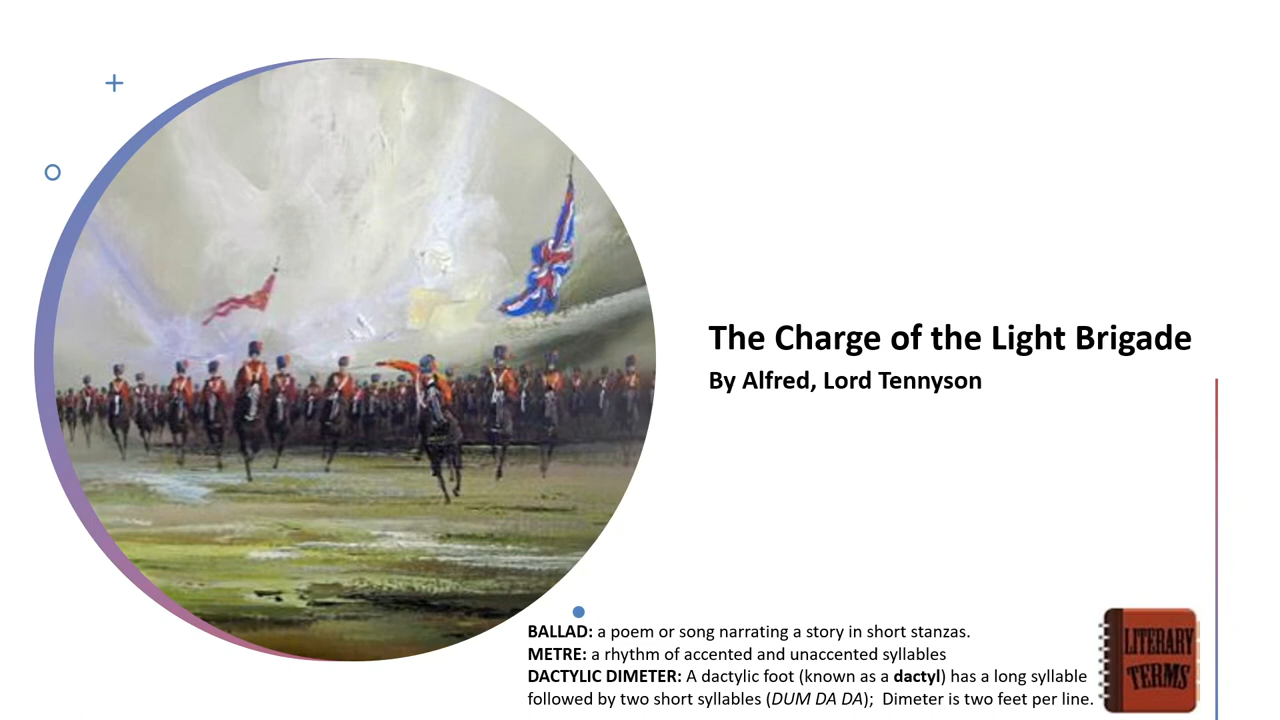 The Charge of the Light Brigade
By Alfred, Lord Tennyson
BALLAD: a poem or song narrating a story in short stanzas.
METRE: a rhythm of accented and unaccented syllables
DACTYLIC DIMETER: A dactylic foot (known as a dactyl) has a long syllable
followed by two short syllables (DUM DA DA);  Dimeter is two feet per line.
LITERARY
TERMS